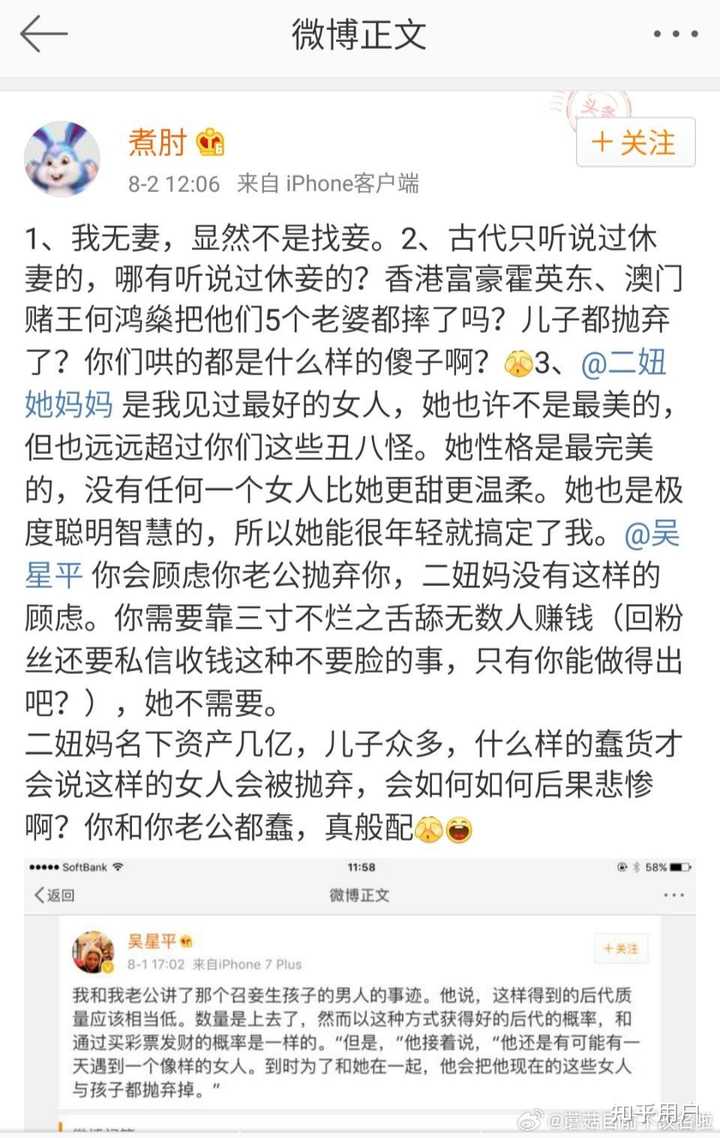 微博正文
头条
煮肘
+关注
8-2 12:06 来自 iPhone客户端
1、我无妻，显然不是找妾。2、古代只听说过休
妻的，哪有听说过休妾的？香港富豪霍英东、澳门
赌王何鸿燊把他们5个老婆都摔了吗？儿子都抛弃
了？你们哄的都是什么样的傻子啊？3、@二妞
她妈妈 是我见过最好的女人，她也许不是最美的，
但也远远超过你们这些丑八怪。她性格是最完美
的，没有任何一个女人比她更甜更温柔。她也是极
度聪明智慧的，所以她能很年轻就搞定了我。@吴
星平 你会顾虑你老公抛弃你，二妞妈没有这样的
顾虑。你需要靠三寸不烂之舌舔无数人赚钱（回粉
丝还要私信收钱这种不要脸的事，只有你能做得出
吧？），她不需要。
二妞妈名下资产几亿，儿子众多，什么样的蠢货才
会说这样的女人会被抛弃，会如何如何后果悲惨
啊？你和你老公都蠢，真般配
SoftBank 11:58 58%
返回 微博正文
吴星平
+关注
8-1 17:02 来自iPhone 7 Plus
我和我老公讲了那个召妾生孩子的男人的事迹。他说，这样得到的后代质
量应该相当低。数量是上去了，然而以这种方式获得好的后代的概率，和
通过买彩票发财的概率是一样的。“但是，”他接着说，“他还是有可能有一
天遇到一个像样的女人。到时为了和她在一起，他会把他现在的这些女人
与孩子都抛弃掉。”
知乎用户